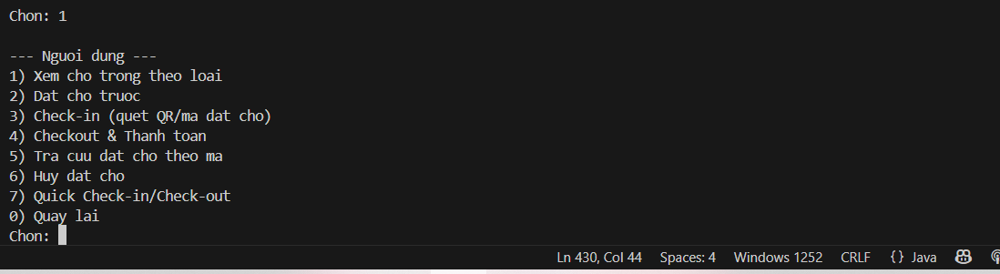 Chon: 1
--- Nguoi dung ---
1) Xem cho trong theo loai
2) Dat cho truoc
3) Check-in (quet QR/ma dat cho)
4) Checkout & Thanh toan
5) Tra cuu dat cho theo ma
6) Huy dat cho
7) Quick Check-in/Check-out
0) Quay lai
Chon:
Ln 430, Col 44 Spaces: 4 Windows 1252 CRLF {} Java